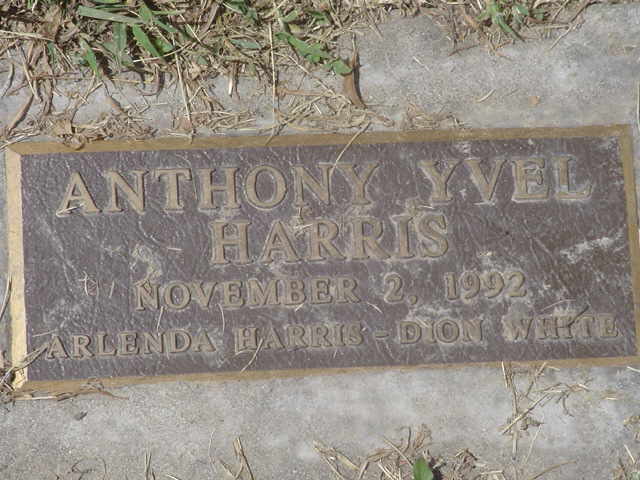 ANTHONY YVEL
HARRIS
NOVEMBER 2, 1992
ARLENDA HARRIS - DION WHITE